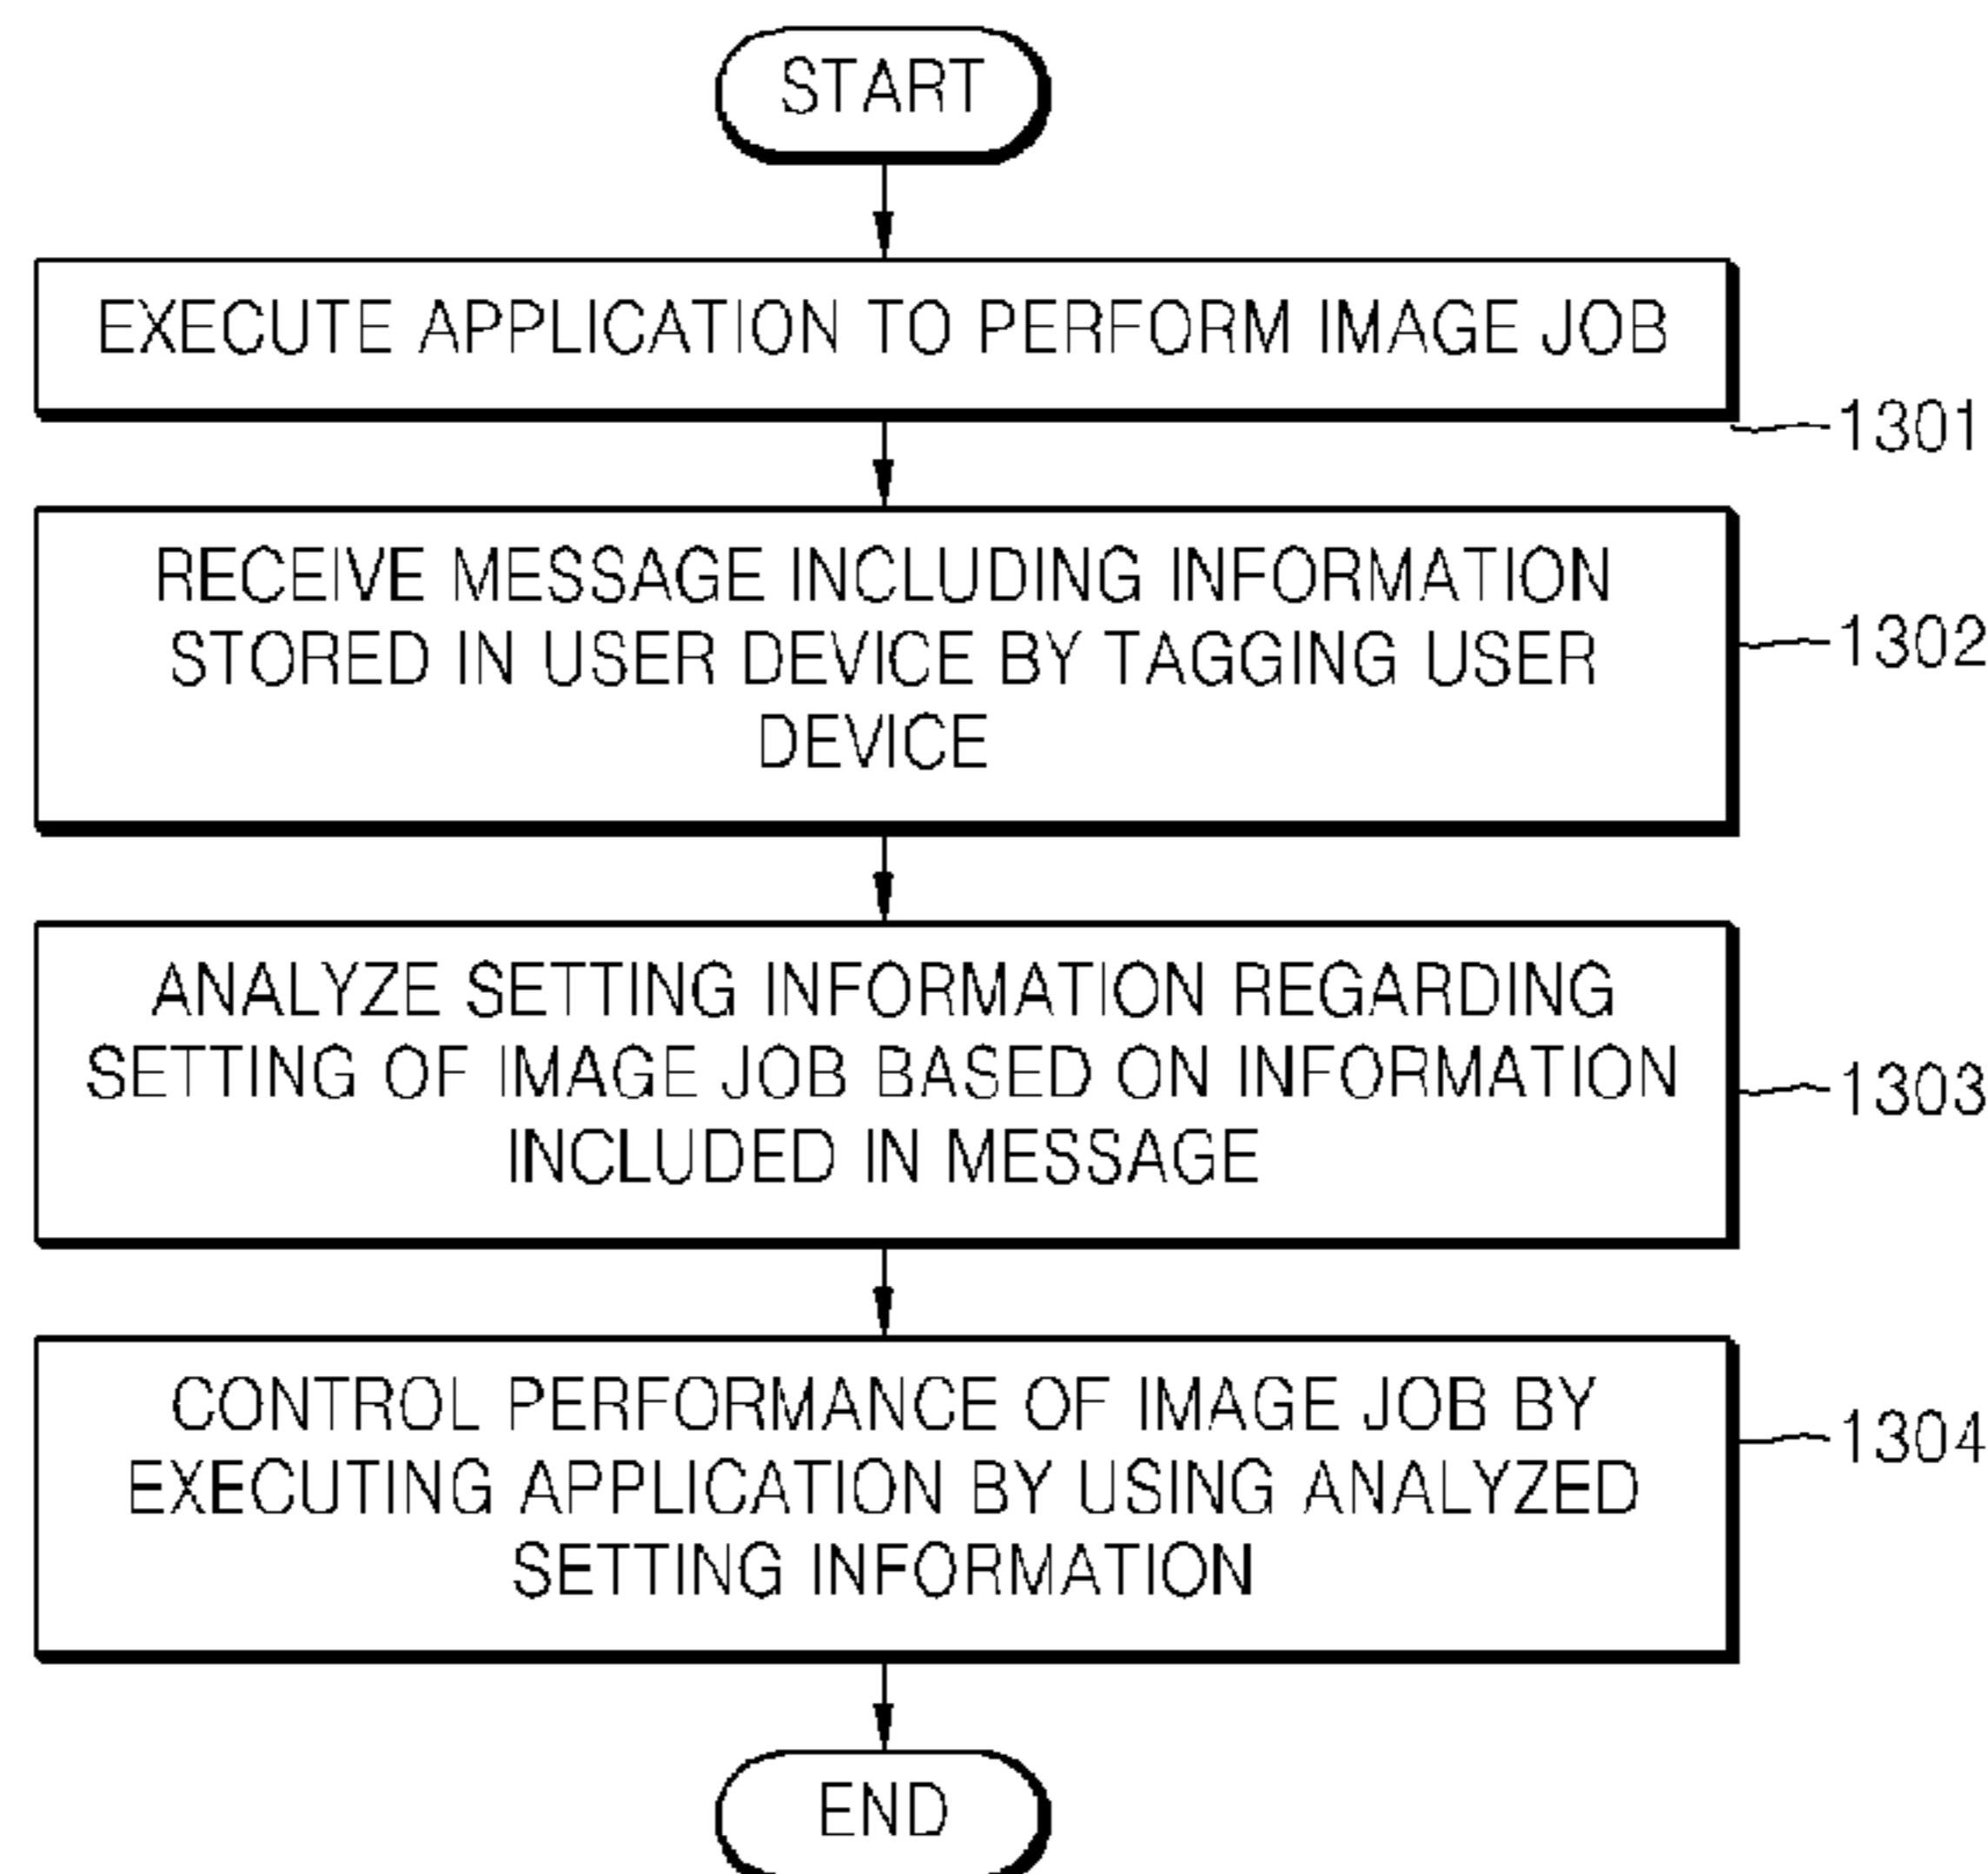 START
EXECUTE APPLICATION TO PERFORM IMAGE JOB
1301
RECEIVE MESSAGE INCLUDING INFORMATION
STORED IN USER DEVICE BY TAGGING USER
DEVICE
1302
ANALYZE SETTING INFORMATION REGARDING
SETTING OF IMAGE JOB BASED ON INFORMATION
INCLUDED IN MESSAGE
1303
CONTROL PERFORMANCE OF IMAGE JOB BY
EXECUTING APPLICATION BY USING ANALYZED
SETTING INFORMATION
1304
END